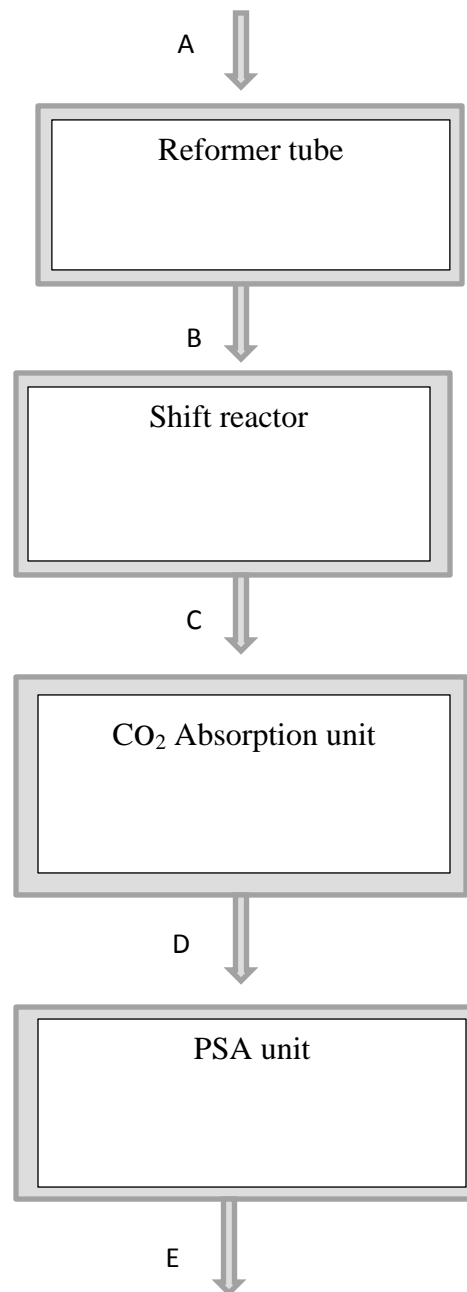 A
Reformer tube
B
Shift reactor
C
CO₂ Absorption unit
D
PSA unit
E